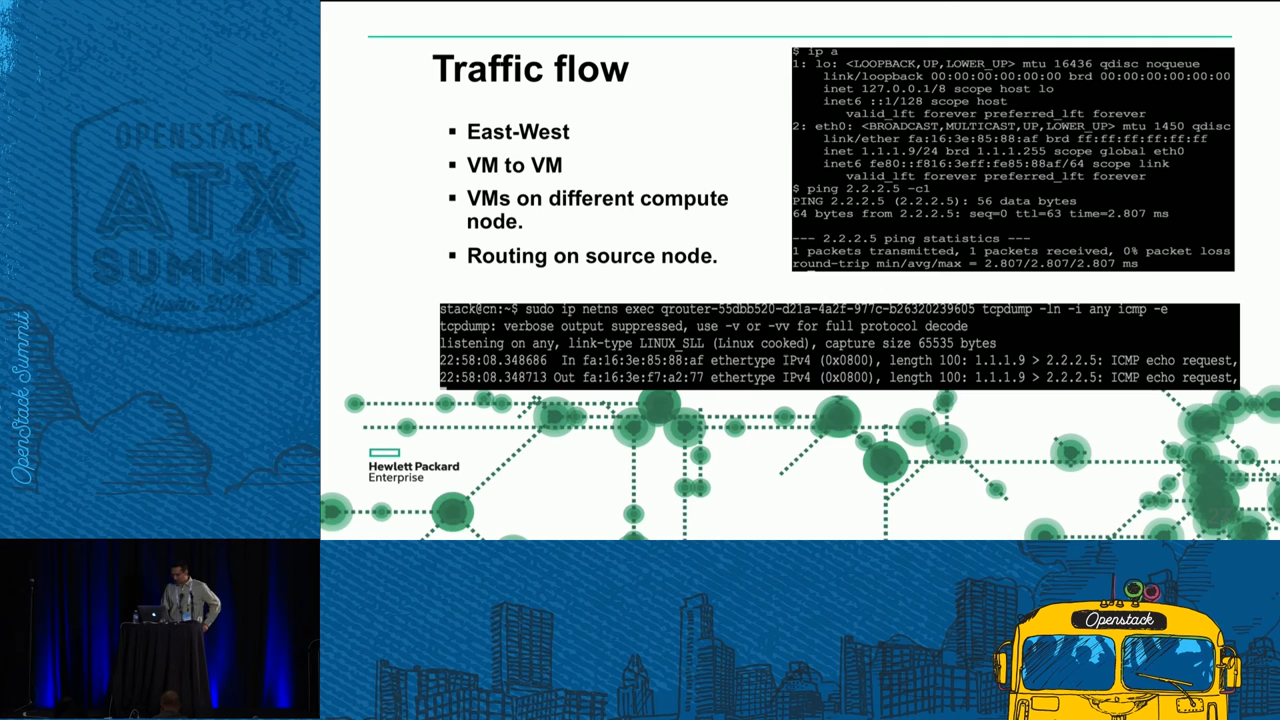 OPENSTACK
ATX
OpenStack Summit
Traffic flow
▪ East-West
▪ VM to VM
▪ VMs on different compute
node.
▪ Routing on source node.
$ ip a
1: lo: <LOOPBACK,UP,LOWER_UP> mtu 16436 qdisc noqueue
link/loopback 00:00:00:00:00:00 brd 00:00:00:00:00:00
inet 127.0.0.1/8 scope host lo
inet6 ::1/128 scope host
valid_lft forever preferred_lft forever
2: eth0: <BROADCAST,MULTICAST,UP,LOWER_UP> mtu 1450 qdisc
link/ether fa:16:3e:85:88:af brd ff:ff:ff:ff:ff:ff
inet 1.1.1.9/24 brd 1.1.1.255 scope global eth0
inet6 fe80::f816:3eff:fe85:88af/64 scope link
valid_lft forever preferred_lft forever
$ ping 2.2.2.5 -c1
PING 2.2.2.5 (2.2.2.5): 56 data bytes
64 bytes from 2.2.2.5: seq=0 ttl=63 time=2.807 ms
--- 2.2.2.5 ping statistics ---
1 packets transmitted, 1 packets received, 0% packet loss
round-trip min/avg/max = 2.807/2.807/2.807 ms
stack@cn:~$ sudo ip netns exec qrouter-55dbb520-d21a-4a2f-977c-b26320239605 tcpdump -ln -i any icmp -e
tcpdump: verbose output suppressed, use -v or -vv for full protocol decode
listening on any, link-type LINUX_SLL (Linux cooked), capture size 65535 bytes
22:58:08.348686 In fa:16:3e:85:88:af ethertype IPv4 (0x0800), length 100: 1.1.1.9 > 2.2.2.5: ICMP echo request,
22:58:08.348713 Out fa:16:3e:f7:a2:77 ethertype IPv4 (0x0800), length 100: 1.1.1.9 > 2.2.2.5: ICMP echo request,
Hewlett Packard
Enterprise
Openstack